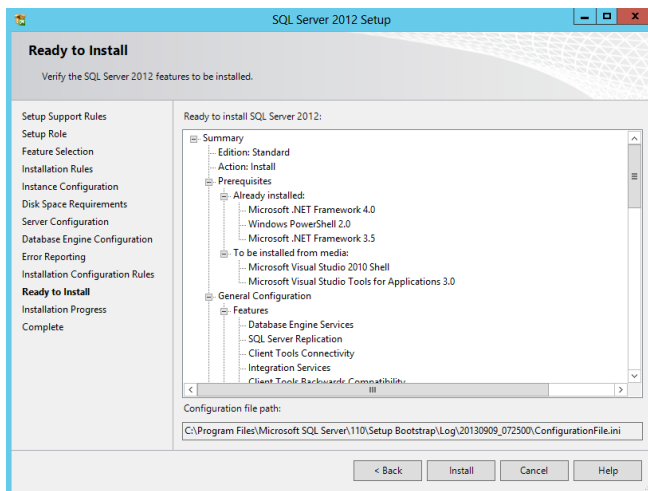 SQL Server 2012 Setup
Ready to Install
Verify the SQL Server 2012 features to be installed.
Setup Support Rules
Setup Role
Feature Selection
Installation Rules
Instance Configuration
Disk Space Requirements
Server Configuration
Database Engine Configuration
Error Reporting
Installation Configuration Rules
Ready to Install
Installation Progress
Complete
Ready to install SQL Server 2012:
Summary
Edition: Standard
Action: Install
Prerequisites
Already installed:
Microsoft .NET Framework 4.0
Windows PowerShell 2.0
Microsoft .NET Framework 3.5
To be installed from media:
Microsoft Visual Studio 2010 Shell
Microsoft Visual Studio Tools for Applications 3.0
General Configuration
Features
Database Engine Services
SQL Server Replication
Client Tools Connectivity
Integration Services
Client Tools Backwards Compatibility
Configuration file path:
C:\Program Files\Microsoft SQL Server\110\Setup Bootstrap\Log\20130909_072500\ConfigurationFile.ini
< Back
Install
Cancel
Help